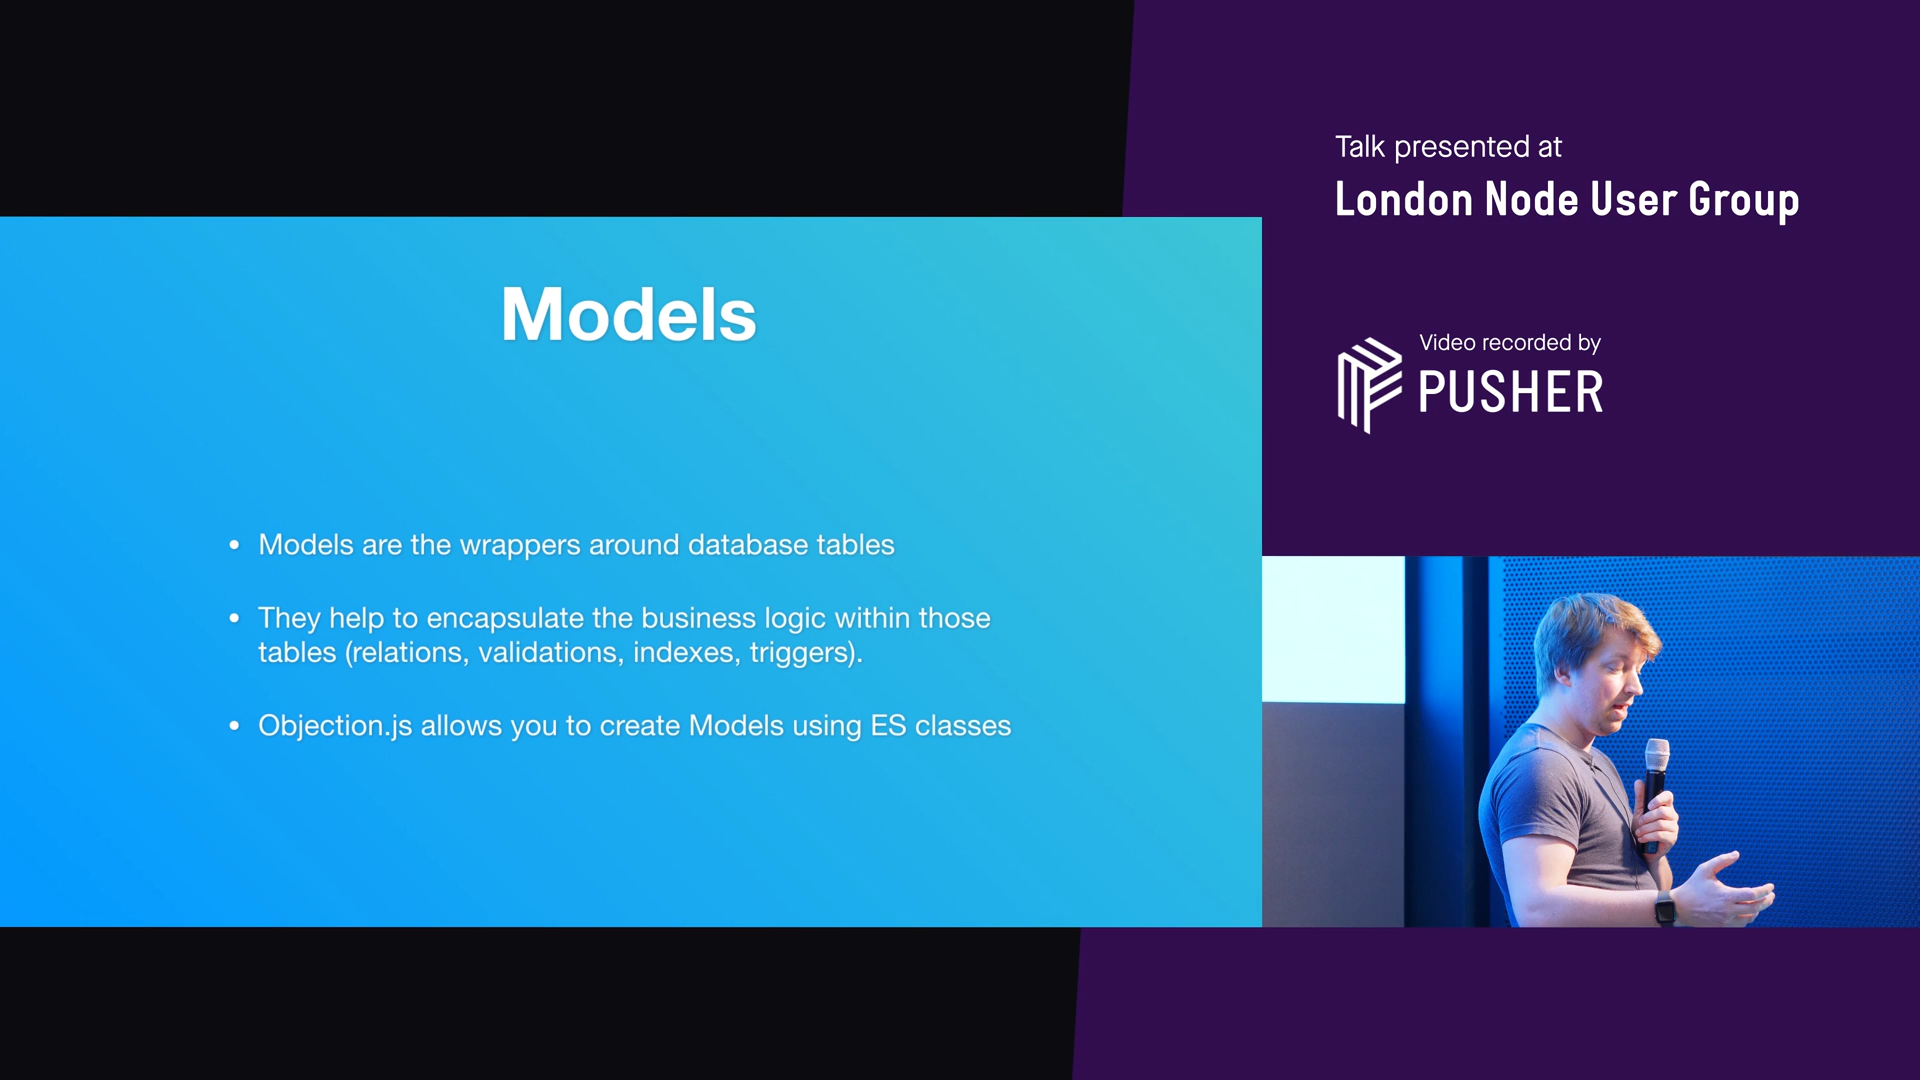 Talk presented at
London Node User Group
Video recorded by
PUSHER
Models
• Models are the wrappers around database tables
• They help to encapsulate the business logic within those
tables (relations, validations, indexes, triggers).
• Objection.js allows you to create Models using ES classes